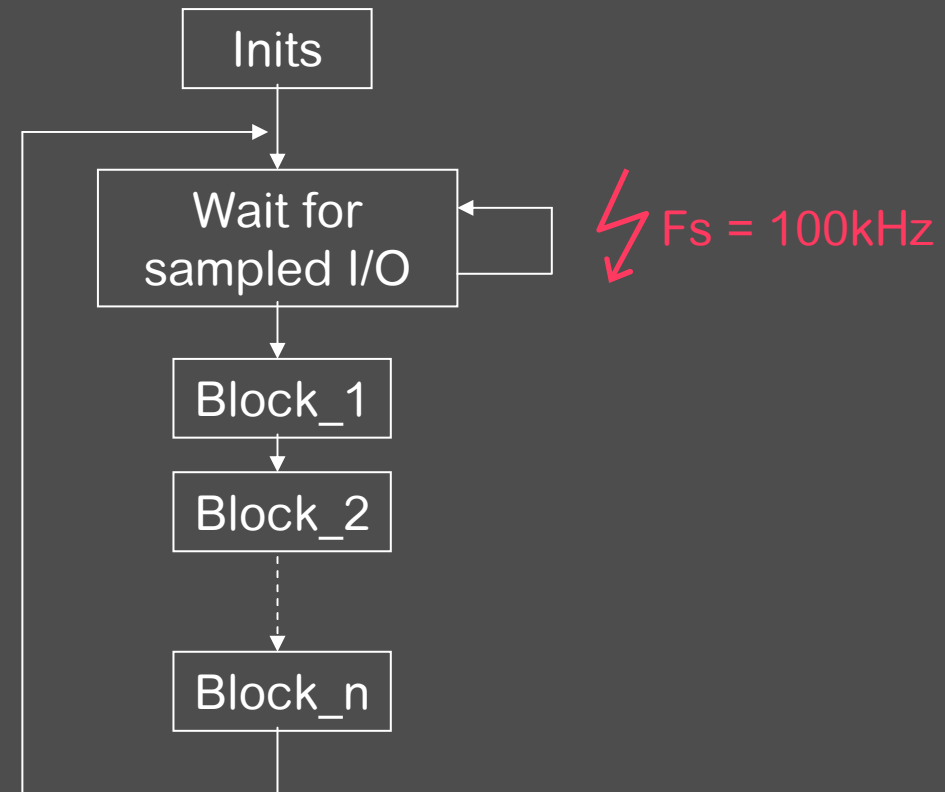 Inits
Wait for
sampled I/O
Fs = 100kHz
Block_1
Block_2
Block_n